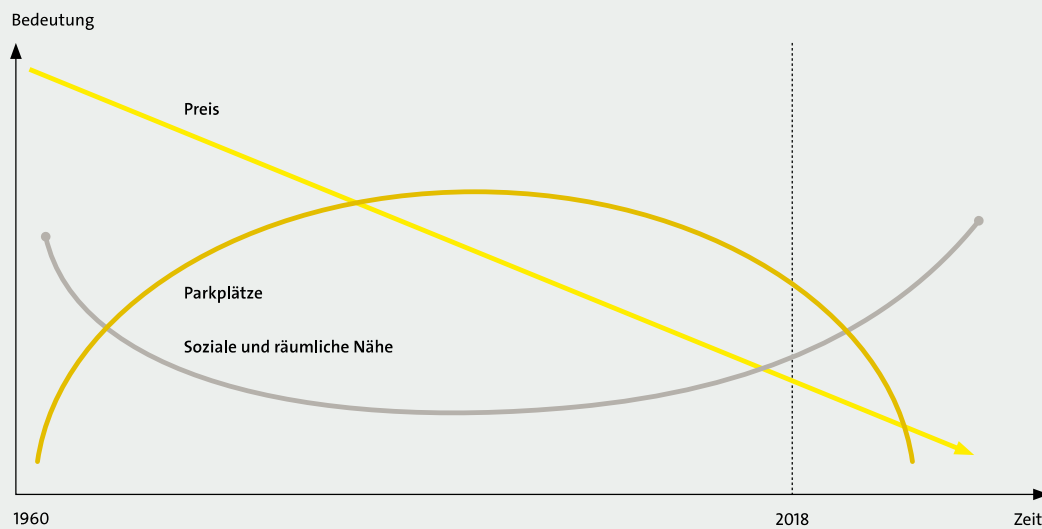 Bedeutung
Preis
Parkplätze
Soziale und räumliche Nähe
1960
2018
Zeit